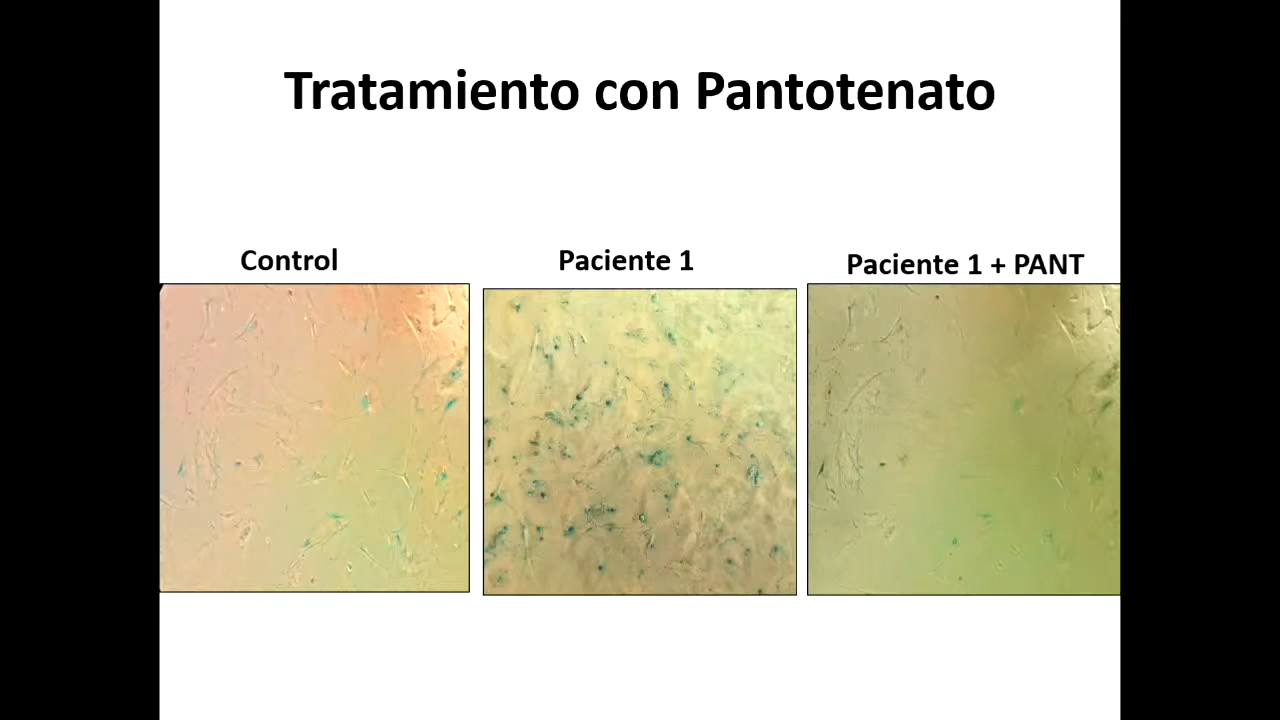 Tratamiento con Pantotenato
Control
Paciente 1
Paciente 1 + PANT